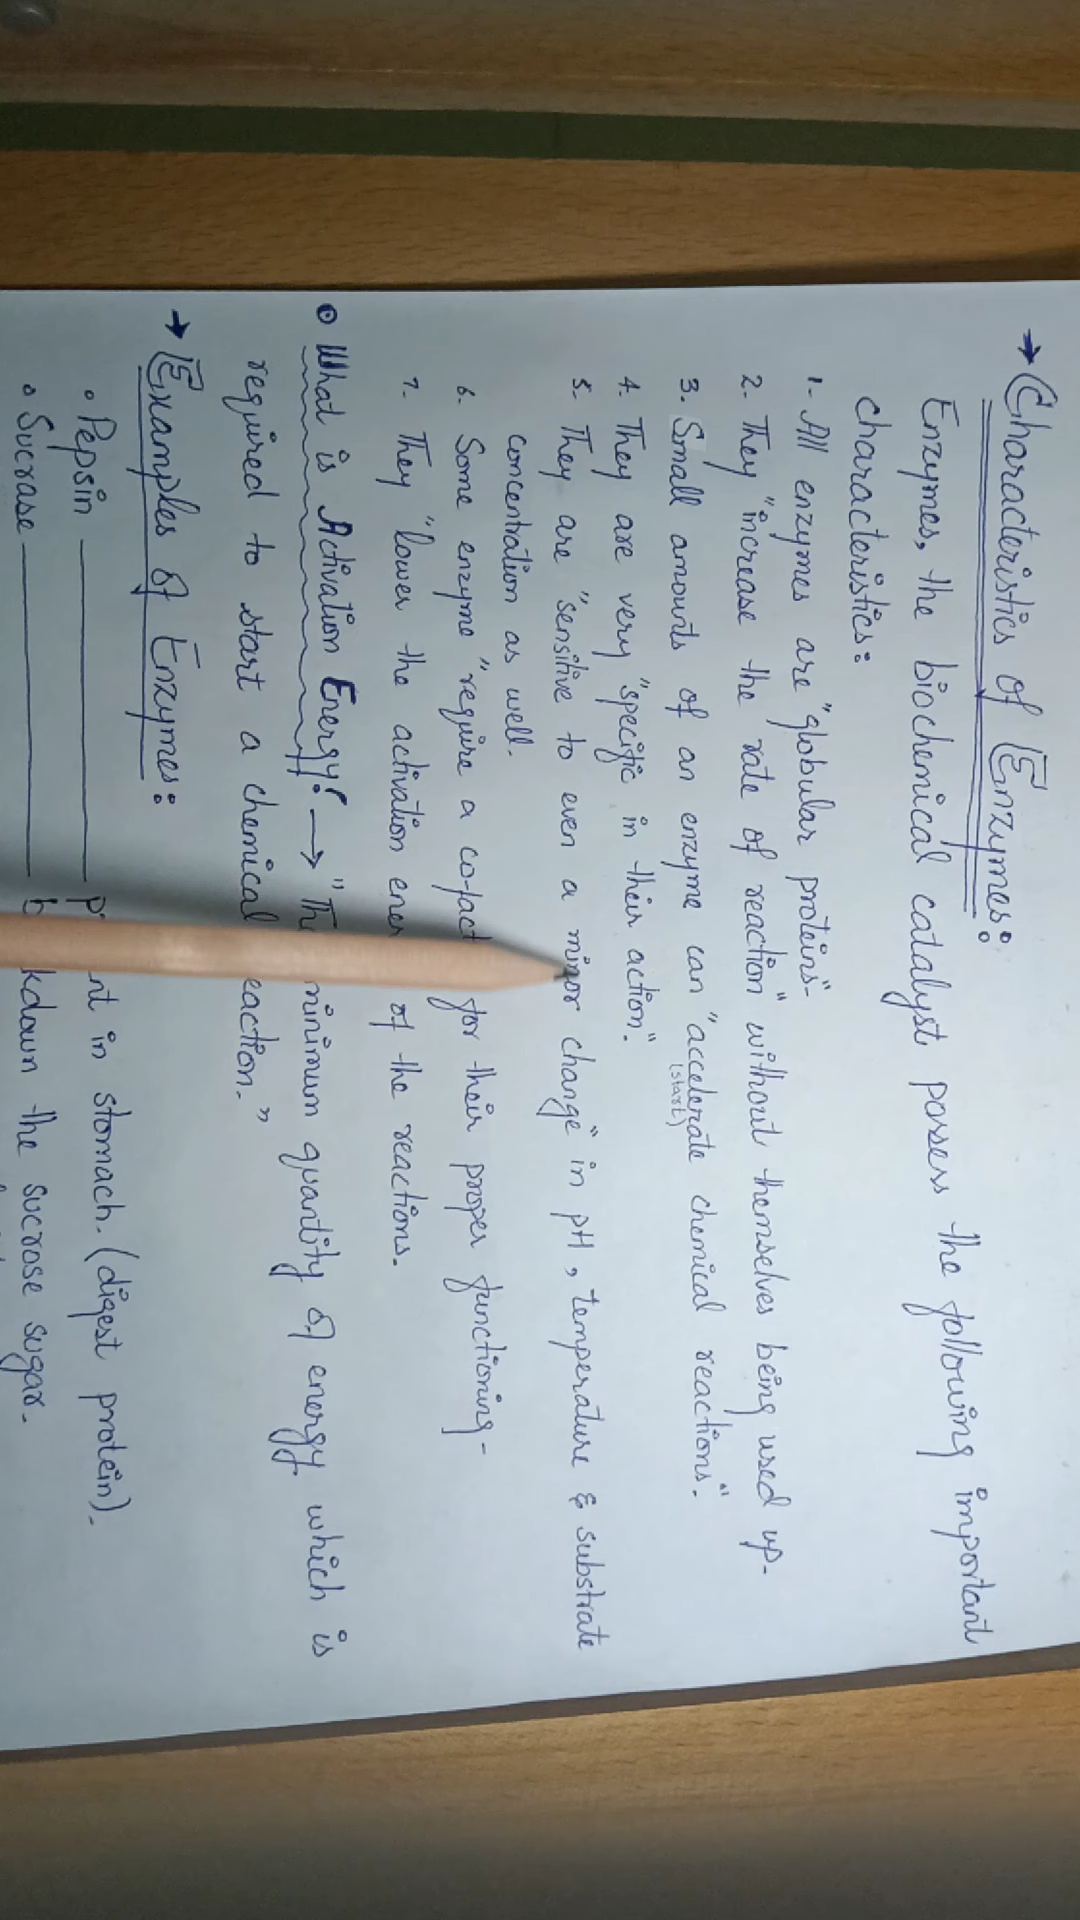 → Characteristics of Enzymes:
Enzymes, the biochemical catalyst possess the following important
characteristics:
1- All enzymes are "globular proteins"-
2- They "increase the rate of reaction" without themselves being used up-
3. Small amounts of an enzyme can "accelerate chemical reactions".
(start)
4. They are very "specific in their action".
5. They are "sensitive to even a minor change" in pH, temperature & substrate
concentration as well.
6. Some enzyme "require a co-fact for their proper functioning-
7. They "lower the activation ener of the reactions.
⊙ What is Activation Energy? → "The minimum quantity of energy which is
required to start a chemical eaction."
→ Examples of Enzymes:
• Pepsin p nt in stomach. (digest protein).
• Sucrase b kdown the sucrose sugar.